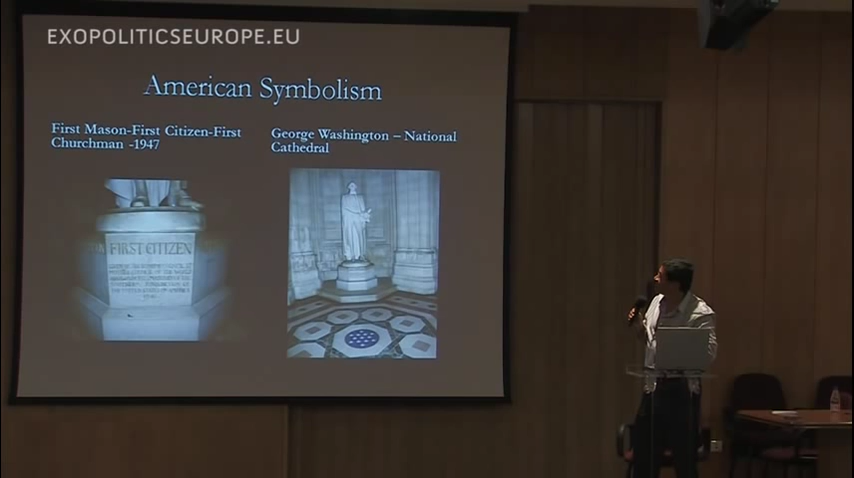 EXOPOLITICSEUROPE.EU
American Symbolism
First Mason-First Citizen-First
Churchman -1947
George Washington – National
Cathedral
FIRST CITIZEN